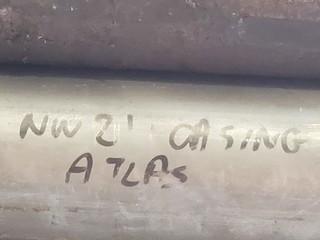 NW 2' CASING
ATLAS